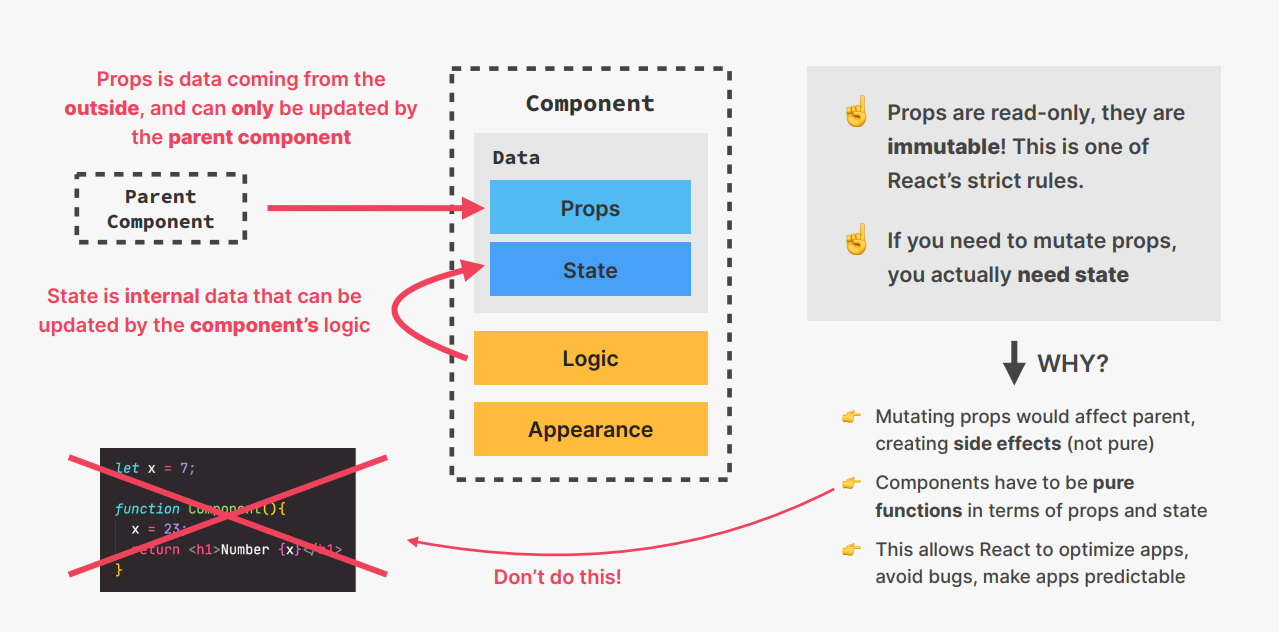 Props is data coming from the
outside, and can only be updated by
the parent component
Parent
Component
State is internal data that can be
updated by the component’s logic
Component
Data
Props
State
Logic
Appearance
let x = 7;
function Component(){
x = 23;
return <h1>Number {x}</h1>
}
Don’t do this!
☝️ Props are read-only, they are
immutable! This is one of
React’s strict rules.
☝️ If you need to mutate props,
you actually need state
WHY?
👉 Mutating props would affect parent,
creating side effects (not pure)
👉 Components have to be pure
functions in terms of props and state
👉 This allows React to optimize apps,
avoid bugs, make apps predictable